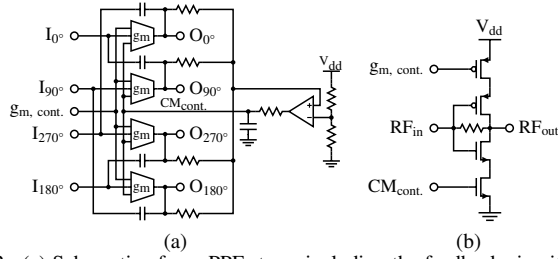 I0° gm O0°
I90° gm O90°
CMcont.
gm, cont.
I270° gm O270°
I180° gm O180°
Vdd
+
−
(a)
Vdd
gm, cont.
RFin RFout
CMcont.
(b)